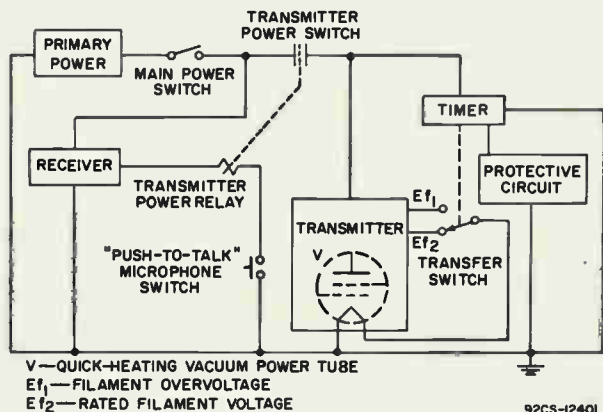 TRANSMITTER
POWER SWITCH
PRIMARY
POWER
MAIN POWER
SWITCH
TIMER
RECEIVER
TRANSMITTER
POWER RELAY
PROTECTIVE
CIRCUIT
"PUSH-TO-TALK"
MICROPHONE
SWITCH
TRANSMITTER
V
Ef1
Ef2
TRANSFER
SWITCH
V—QUICK-HEATING VACUUM POWER TUBE
Ef1—FILAMENT OVERVOLTAGE
Ef2—RATED FILAMENT VOLTAGE
92CS-12401